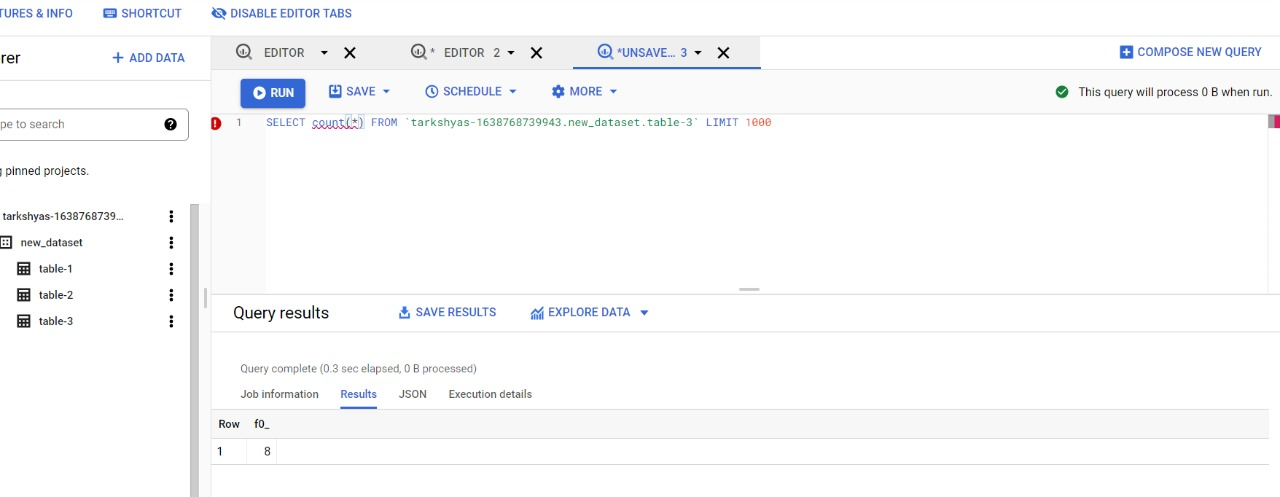 TURES & INFO SHORTCUT DISABLE EDITOR TABS
rer + ADD DATA
EDITOR * EDITOR 2 *UNSAVE... 3 COMPOSE NEW QUERY
RUN SAVE SCHEDULE MORE This query will process 0 B when run.
pe to search
1 SELECT count(*) FROM `tarkshyas-1638768739943.new_dataset.table-3` LIMIT 1000
g pinned projects.
tarkshyas-1638768739...
new_dataset
table-1
table-2
table-3
Query results SAVE RESULTS EXPLORE DATA
Query complete (0.3 sec elapsed, 0 B processed)
Job information Results JSON Execution details
Row f0_
1 8